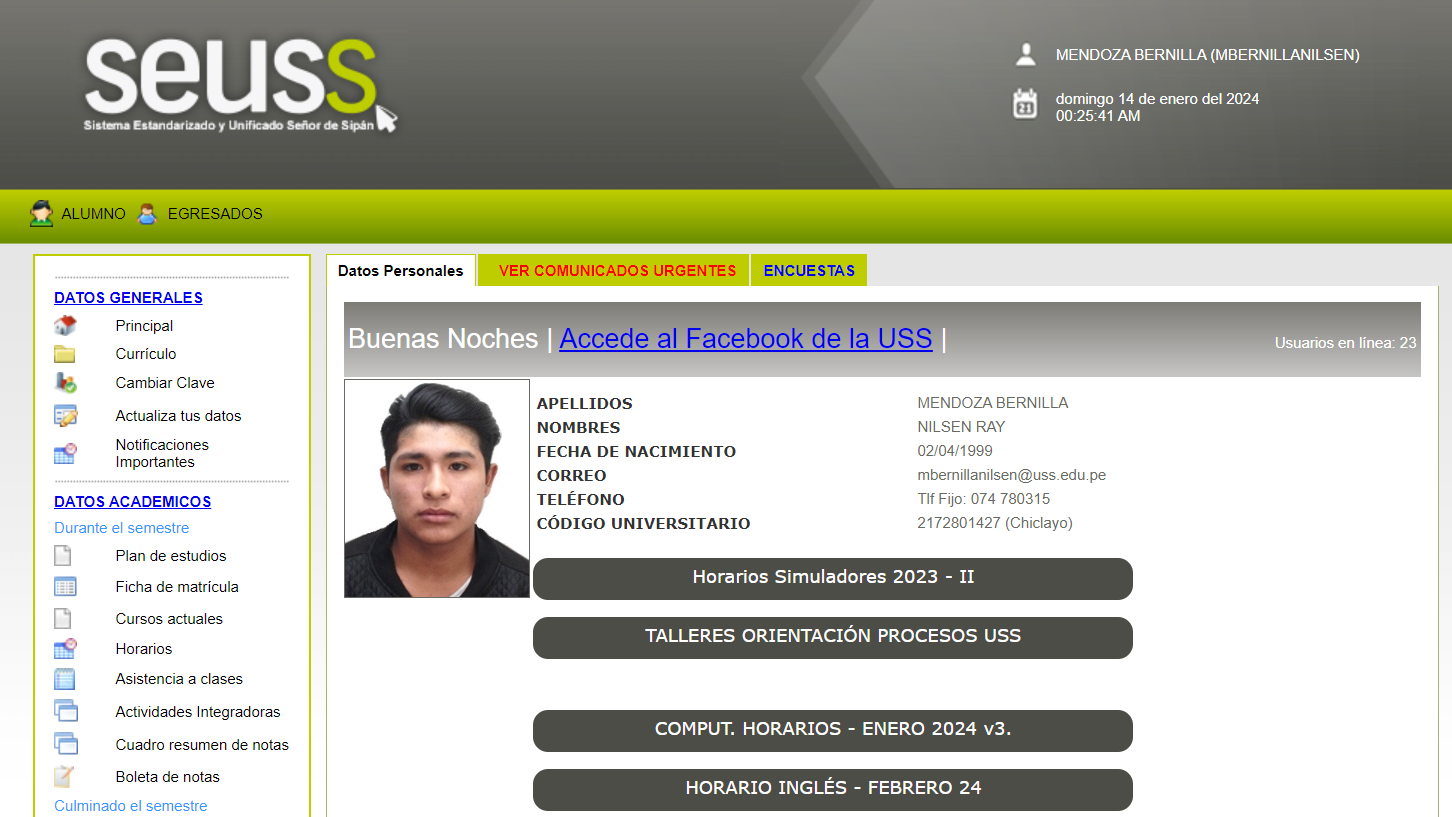 seuss
Sistema Estandarizado y Unificado Señor de Sipán
MENDOZA BERNILLA (MBERNILLANILSEN)
domingo 14 de enero del 2024
00:25:41 AM
21
ALUMNO EGRESADOS
DATOS GENERALES
Principal
Currículo
Cambiar Clave
Actualiza tus datos
Notificaciones
Importantes
DATOS ACADEMICOS
Durante el semestre
Plan de estudios
Ficha de matrícula
Cursos actuales
Horarios
Asistencia a clases
Actividades Integradoras
Cuadro resumen de notas
Boleta de notas
Culminado el semestre
Datos Personales VER COMUNICADOS URGENTES ENCUESTAS
Buenas Noches | Accede al Facebook de la USS | Usuarios en línea: 23
APELLIDOS MENDOZA BERNILLA
NOMBRES NILSEN RAY
FECHA DE NACIMIENTO 02/04/1999
CORREO mbernillanilsen@uss.edu.pe
TELÉFONO Tlf Fijo: 074 780315
CÓDIGO UNIVERSITARIO 2172801427 (Chiclayo)
Horarios Simuladores 2023 - II
TALLERES ORIENTACIÓN PROCESOS USS
COMPUT. HORARIOS - ENERO 2024 v3.
HORARIO INGLÉS - FEBRERO 24